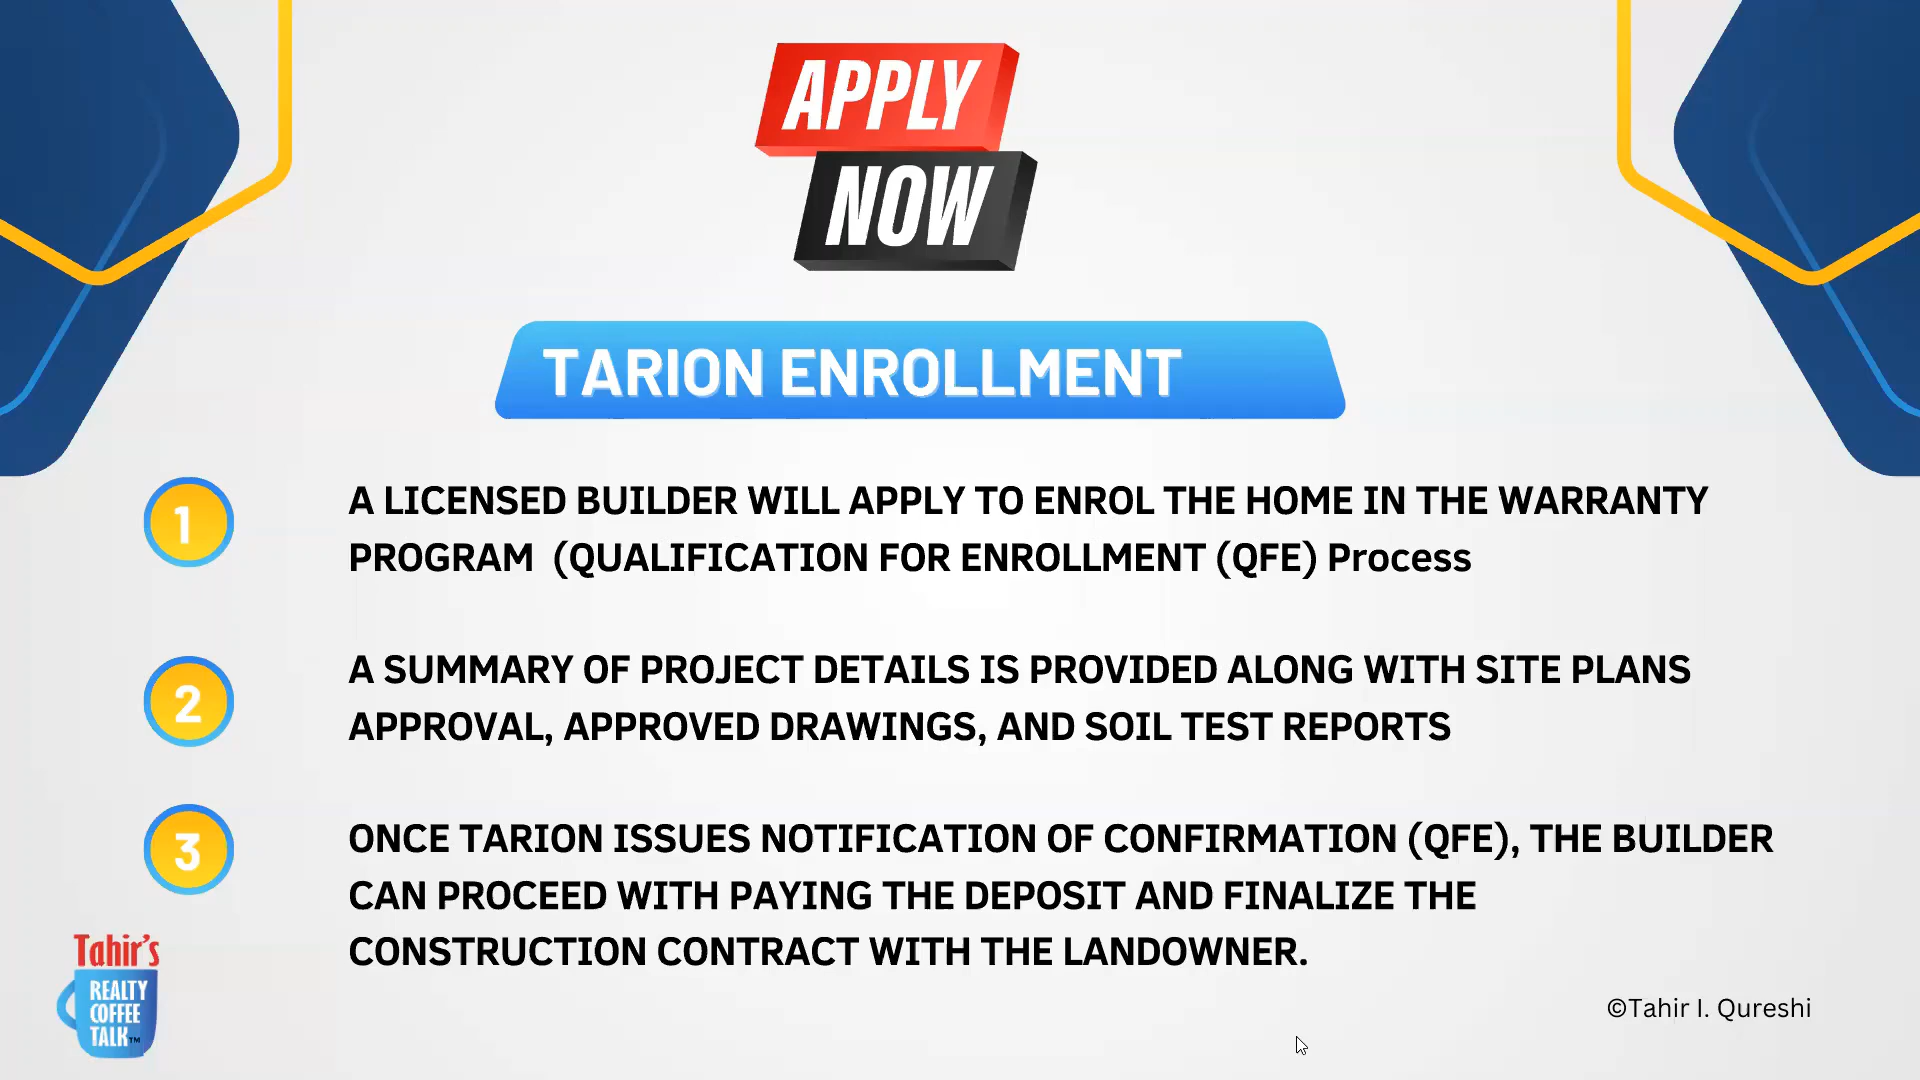 APPLY
NOW
TARION ENROLLMENT
1
A LICENSED BUILDER WILL APPLY TO ENROL THE HOME IN THE WARRANTY
PROGRAM  (QUALIFICATION FOR ENROLLMENT (QFE) Process
2
A SUMMARY OF PROJECT DETAILS IS PROVIDED ALONG WITH SITE PLANS
APPROVAL, APPROVED DRAWINGS, AND SOIL TEST REPORTS
3
ONCE TARION ISSUES NOTIFICATION OF CONFIRMATION (QFE), THE BUILDER
CAN PROCEED WITH PAYING THE DEPOSIT AND FINALIZE THE
CONSTRUCTION CONTRACT WITH THE LANDOWNER.
Tahir's
REALTY
COFFEE
TALK™
©Tahir I. Qureshi